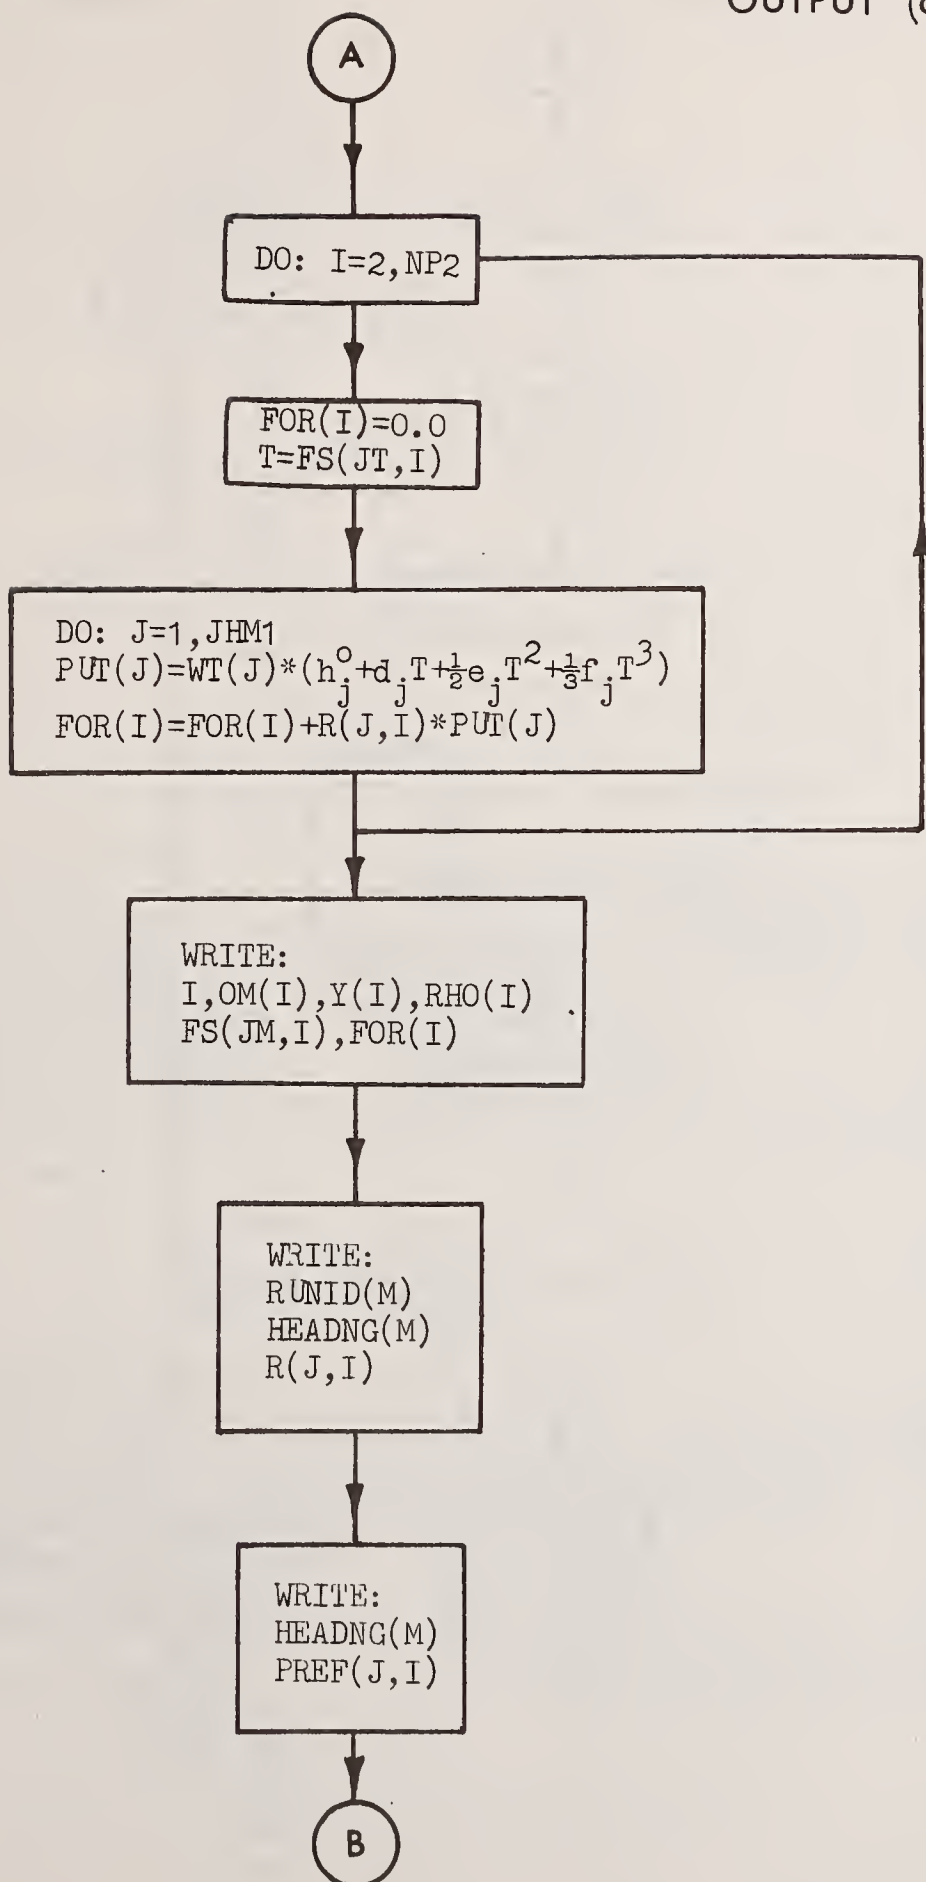 OUTPUT
A
DO: I=2,NP2
FOR(I)=0.0
T=FS(JT,I)
DO: J=1,JHM1
PUT(J)=WT(J)*(h°j+djT+½ejT²+⅓fjT³)
FOR(I)=FOR(I)+R(J,I)*PUT(J)
WRITE:
I,OM(I),Y(I),RHO(I)
FS(JM,I),FOR(I)
WRITE:
RUNID(M)
HEADNG(M)
R(J,I)
WRITE:
HEADNG(M)
PREF(J,I)
B